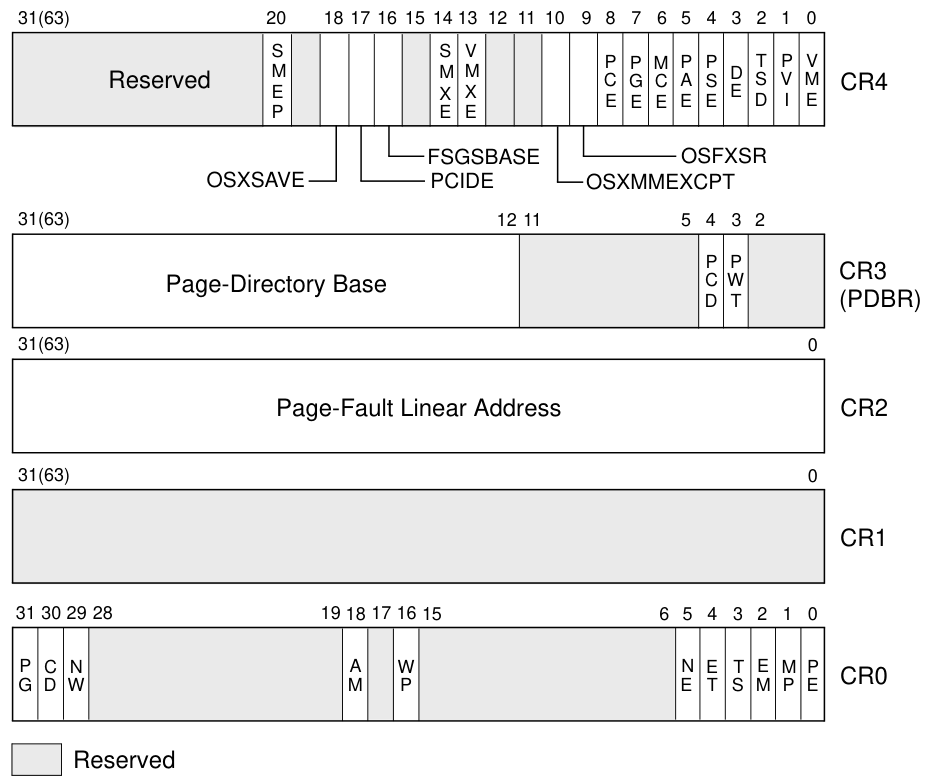 31(63) 20 18 17 16 15 14 13 12 11 10 9 8 7 6 5 4 3 2 1 0
Reserved SMEP SMXE VMXE PCE PGE MCE PAE PSE DE TSD PVI VME CR4
FSGSBASE OSFXSR
OSXSAVE PCIDE OSXMMEXCPT
31(63) 12 11 5 4 3 2
Page-Directory Base PCD PWT CR3
(PDBR)
31(63) 0
Page-Fault Linear Address CR2
31(63) 0
CR1
31 30 29 28 19 18 17 16 15 6 5 4 3 2 1 0
PG CD NW AM WP NE ET TS EM MP PE CR0
Reserved